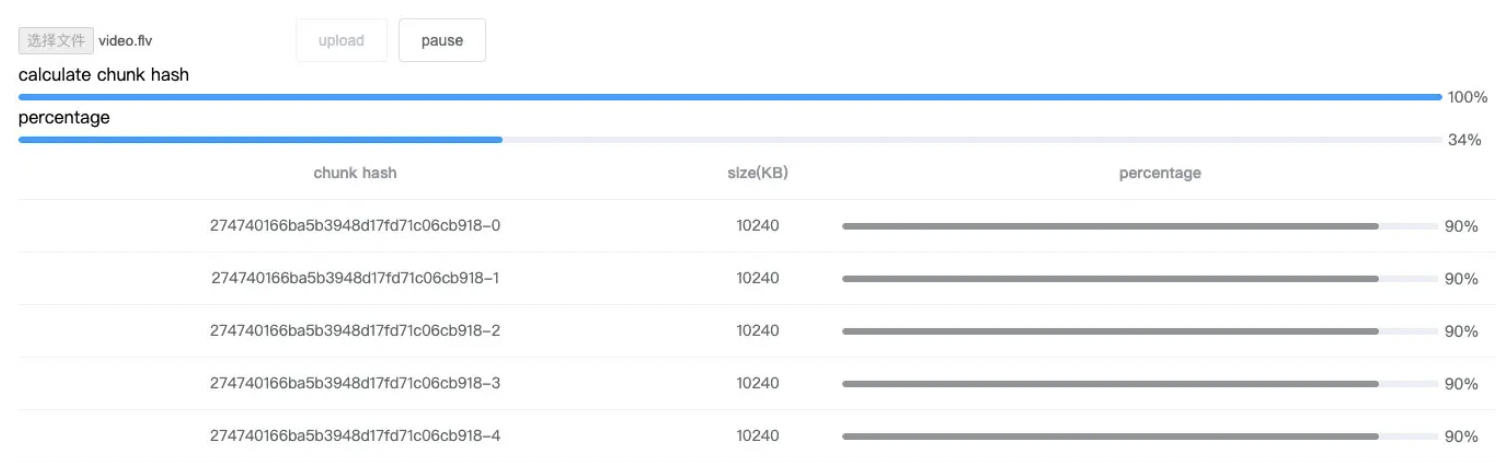 选择文件 video.flv upload pause
calculate chunk hash
100%
percentage
34%
chunk hash size(KB) percentage
274740166ba5b3948d17fd71c06cb918-0 10240 90%
274740166ba5b3948d17fd71c06cb918-1 10240 90%
274740166ba5b3948d17fd71c06cb918-2 10240 90%
274740166ba5b3948d17fd71c06cb918-3 10240 90%
274740166ba5b3948d17fd71c06cb918-4 10240 90%